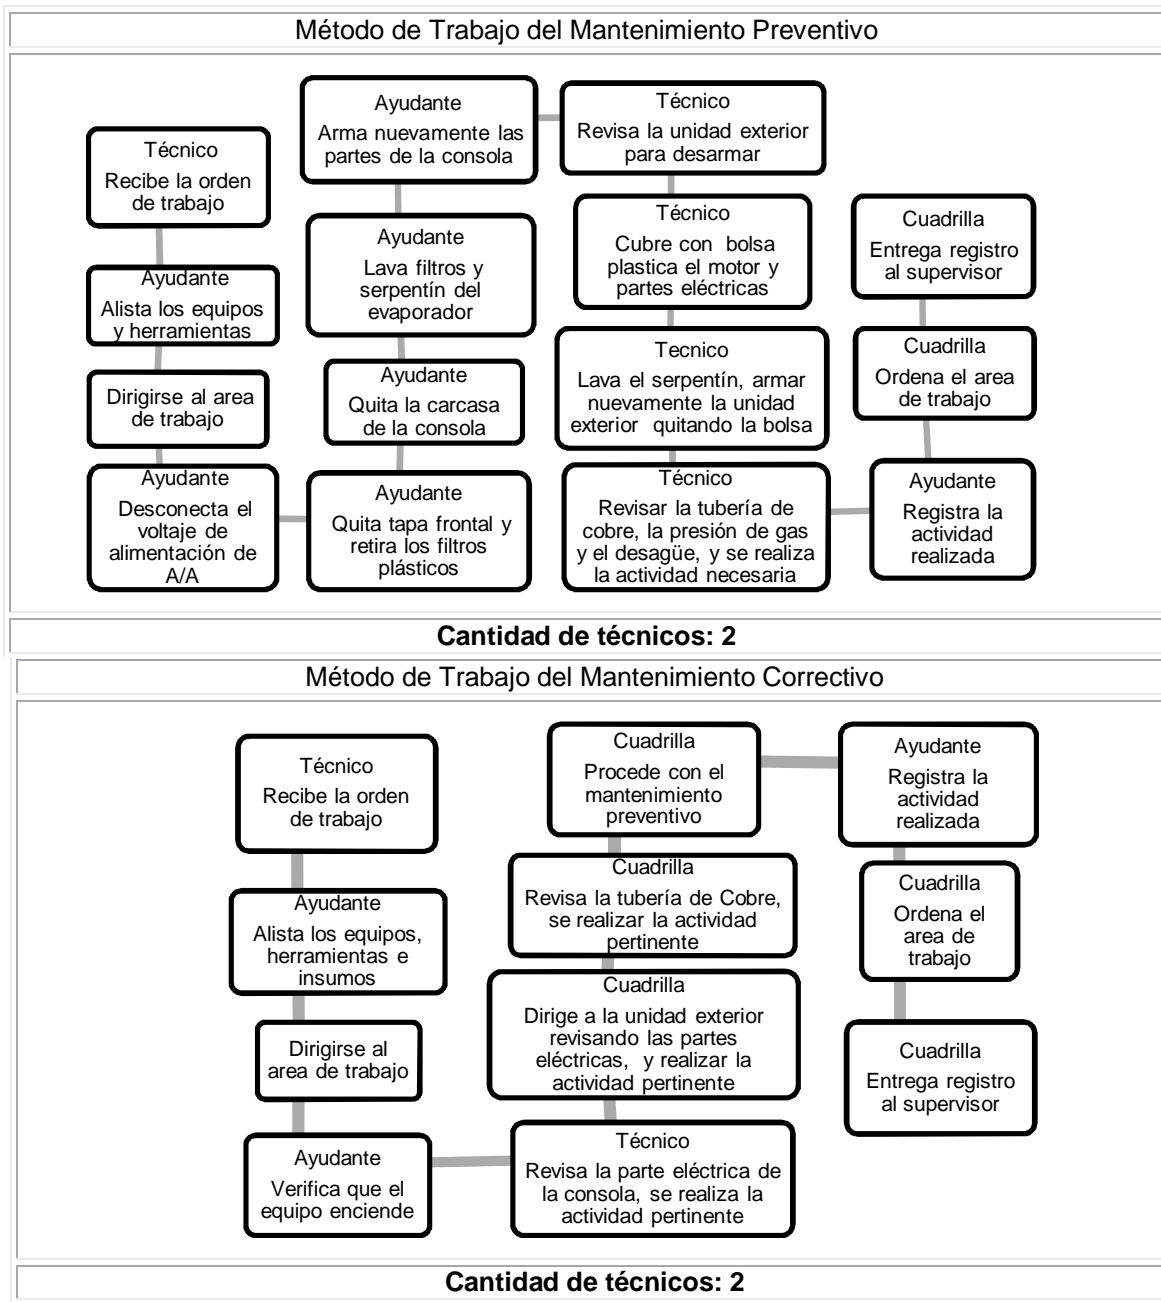 Método de Trabajo del Mantenimiento Preventivo
Técnico
Recibe la orden
de trabajo
Ayudante
Alista los equipos
y herramientas
Dirigirse al area
de trabajo
Ayudante
Desconecta el
voltaje de
alimentación de
A/A
Ayudante
Quita tapa frontal y
retira los filtros
plásticos
Ayudante
Quita la carcasa
de la consola
Ayudante
Lava filtros y
serpentín del
evaporador
Ayudante
Arma nuevamente las
partes de la consola
Técnico
Revisa la unidad exterior
para desarmar
Técnico
Cubre con bolsa
plastica el motor y
partes eléctricas
Tecnico
Lava el serpentín, armar
nuevamente la unidad
exterior quitando la bolsa
Técnico
Revisar la tubería de
cobre, la presión de gas
y el desagüe, y se realiza
la actividad necesaria
Ayudante
Registra la
actividad
realizada
Cuadrilla
Ordena el area
de trabajo
Cuadrilla
Entrega registro
al supervisor
Cantidad de técnicos: 2
Método de Trabajo del Mantenimiento Correctivo
Técnico
Recibe la orden
de trabajo
Ayudante
Alista los equipos,
herramientas e
insumos
Dirigirse al
area de trabajo
Ayudante
Verifica que el
equipo enciende
Técnico
Revisa la parte eléctrica de
la consola, se realiza la
actividad pertinente
Cuadrilla
Dirige a la unidad exterior
revisando las partes
eléctricas, y realizar la
actividad pertinente
Cuadrilla
Revisa la tubería de Cobre,
se realizar la actividad
pertinente
Cuadrilla
Procede con el
mantenimiento
preventivo
Ayudante
Registra la
actividad
realizada
Cuadrilla
Ordena el
area de
trabajo
Cuadrilla
Entrega registro
al supervisor
Cantidad de técnicos: 2